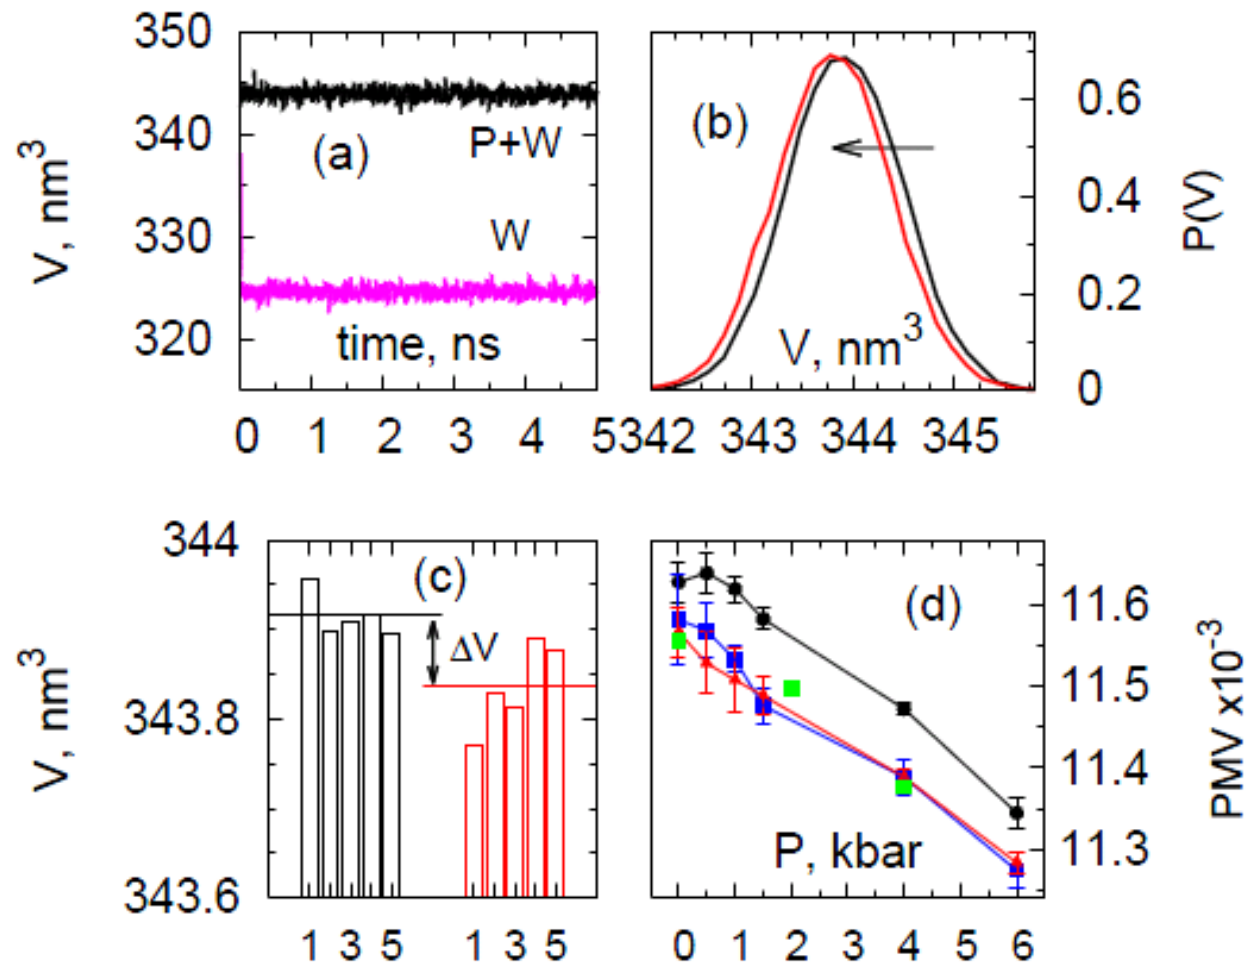 350
340
330
320
V, nm³
(a)
P+W
W
time, ns
0 1 2 3 4 5
(b)
V, nm³
342 343 344 345
0.6
0.4
0.2
0
P(V)
344
343.8
343.6
V, nm³
(c)
ΔV
1 3 5 1 3 5
(d)
P, kbar
0 1 2 4 6
11.6
11.5
11.4
11.3
PMV x10⁻³